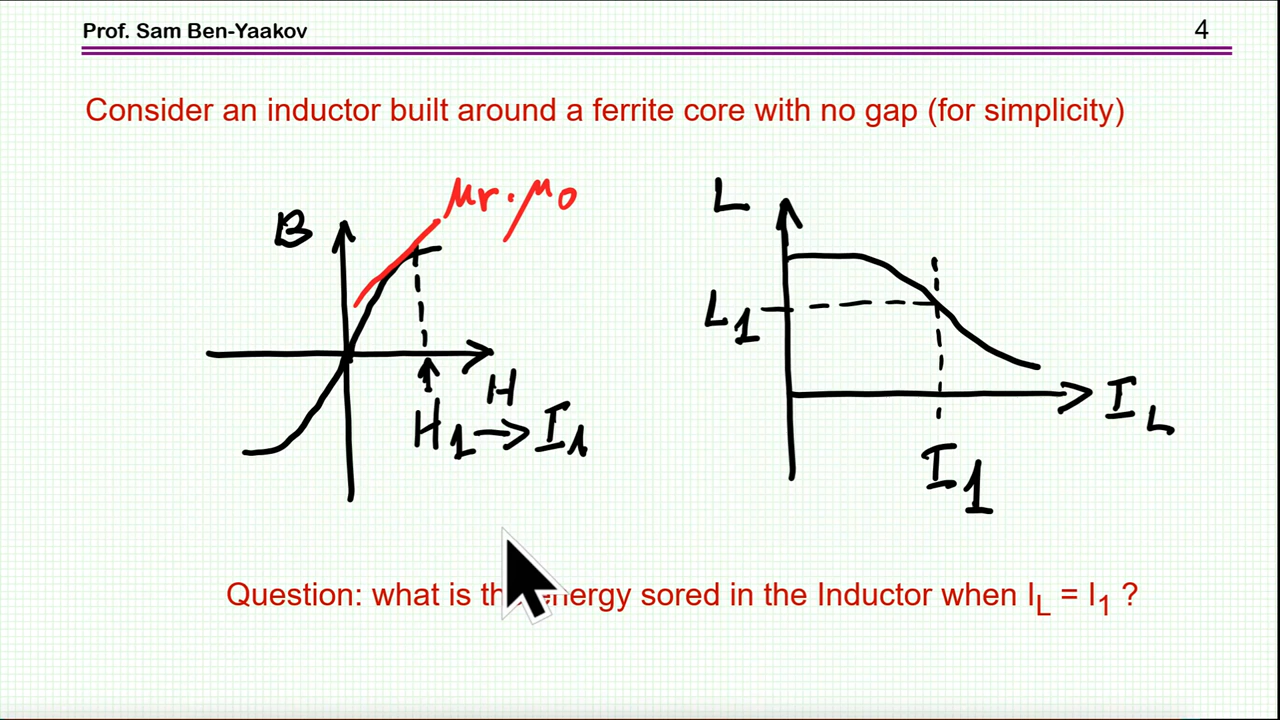 Prof. Sam Ben-Yaakov
4
Consider an inductor built around a ferrite core with no gap (for simplicity)
μr·μo
B
H
H1→I1
L
L1
IL
I1
Question: what is th energy sored in the Inductor when IL = I1 ?